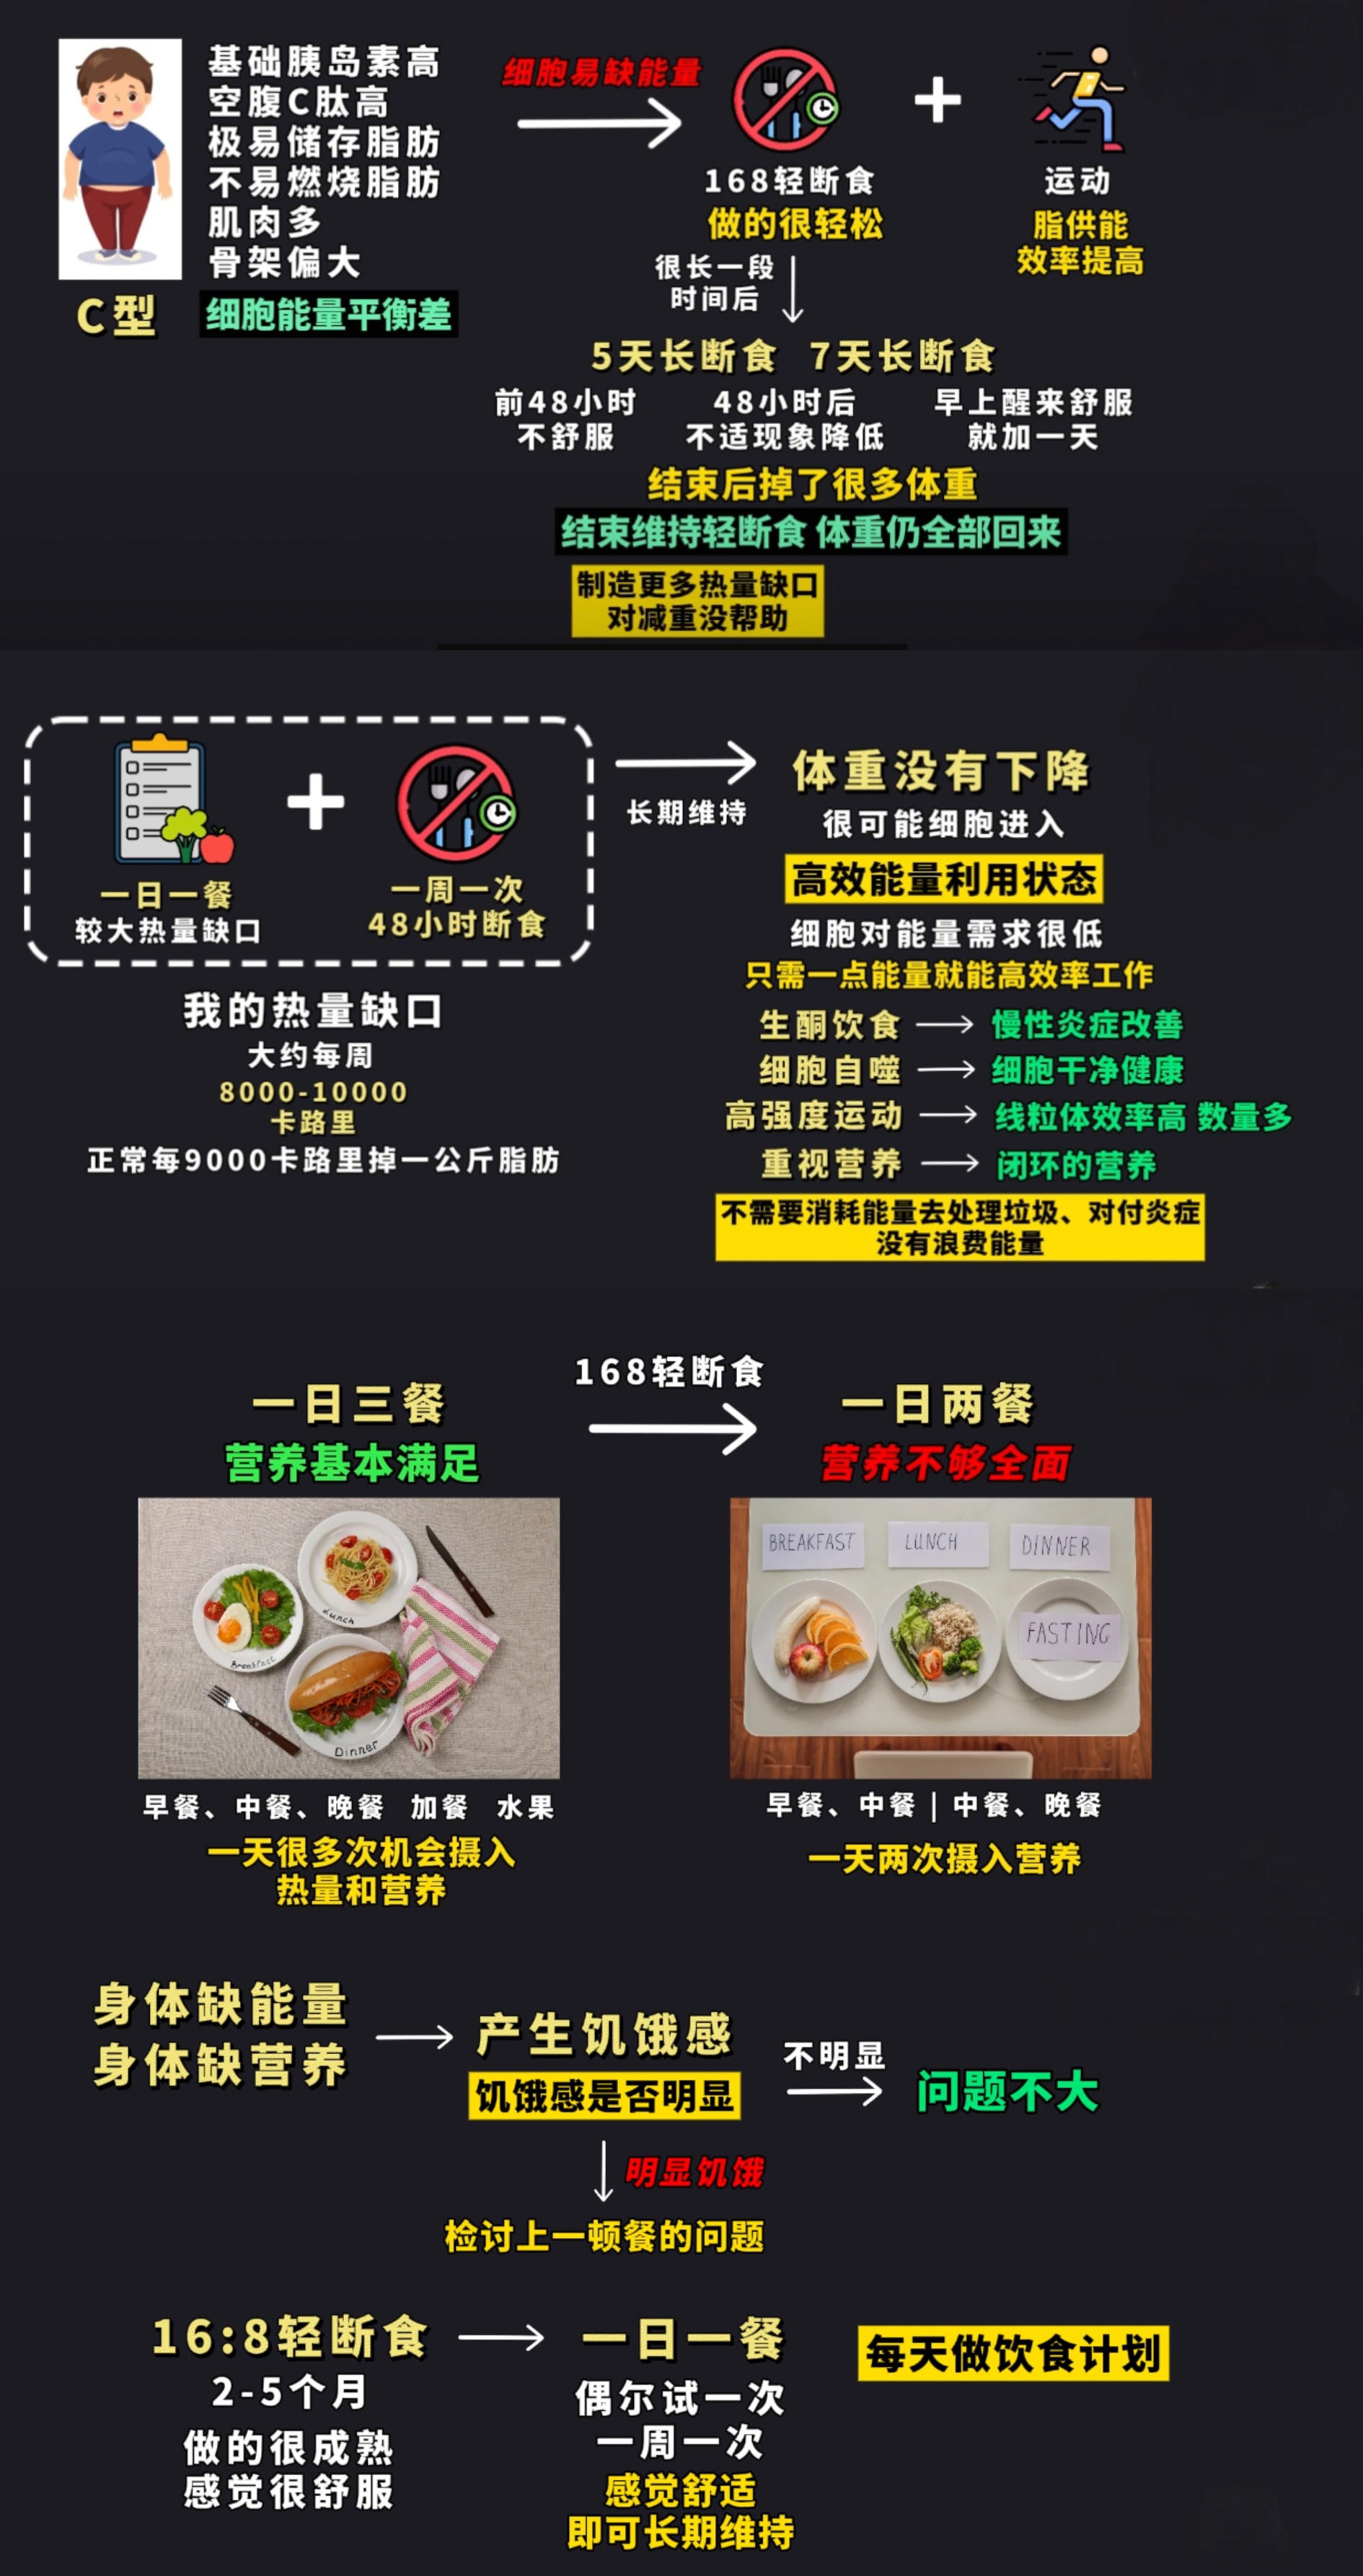 基础胰岛素高
空腹C肽高
极易储存脂肪
不易燃烧脂肪
肌肉多
骨架偏大
C型
细胞能量平衡差
细胞易缺能量
168轻断食
做的很轻松
运动
脂供能
效率提高
很长一段
时间后
5天长断食 7天长断食
前48小时
不舒服
48小时后
不适现象降低
早上醒来舒服
就加一天
结束后掉了很多体重
结束维持轻断食 体重仍全部回来
制造更多热量缺口
对减重没帮助
一日一餐
较大热量缺口
一周一次
48小时断食
长期维持
我的热量缺口
大约每周
8000-10000
卡路里
正常每9000卡路里掉一公斤脂肪
体重没有下降
很可能细胞进入
高效能量利用状态
细胞对能量需求很低
只需一点能量就能高效率工作
生酮饮食 慢性炎症改善
细胞自噬 细胞干净健康
高强度运动 线粒体效率高 数量多
重视营养 闭环的营养
不需要消耗能量去处理垃圾、对付炎症
没有浪费能量
一日三餐
营养基本满足
168轻断食
一日两餐
营养不够全面
Lunch
Breakfast
Dinner
BREAKFAST
LUNCH
DINNER
FASTING
早餐、中餐、晚餐 加餐 水果
一天很多次机会摄入
热量和营养
早餐、中餐 | 中餐、晚餐
一天两次摄入营养
身体缺能量
身体缺营养
产生饥饿感
饥饿感是否明显
不明显
问题不大
明显饥饿
检讨上一顿餐的问题
16:8轻断食
2-5个月
做的很成熟
感觉很舒服
一日一餐
偶尔试一次
一周一次
感觉舒适
即可长期维持
每天做饮食计划